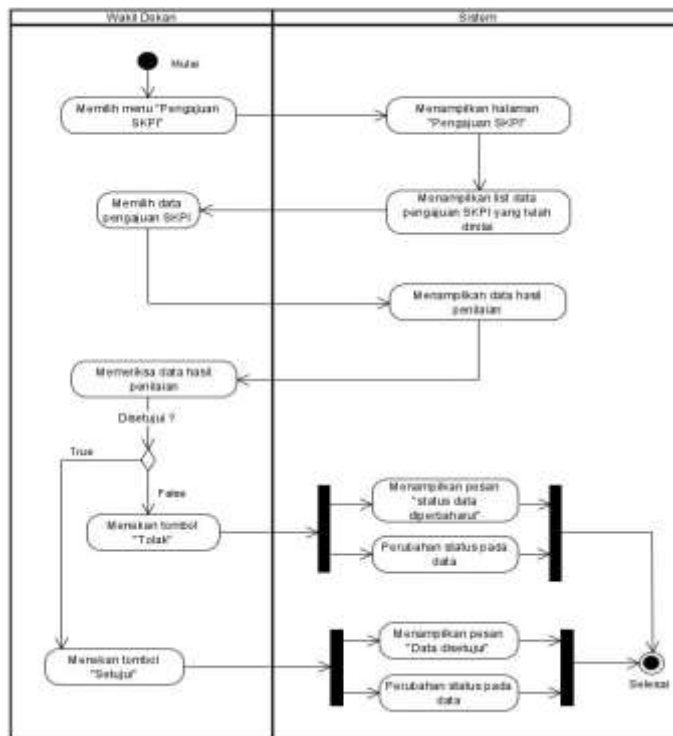 Wakil Dekan
Sistem
Mulai
Memilih menu "Pengajuan
SKPI"
Menampilkan halaman
"Pengajuan SKPI"
Memilih data
pengajuan SKPI
Menampilkan list data
pengajuan SKPI yang telah
dinilai
Menampilkan data hasil
penilaian
Memeriksa data hasil
penilaian
Disetujui ?
True
False
Menekan tombol
"Tolak"
Menampilkan pesan
"status data
diperbaharui"
Perubahan status pada
data
Menekan tombol
"Setujui"
Menampilkan pesan
"Data disetujui"
Perubahan status pada
data
Selesai